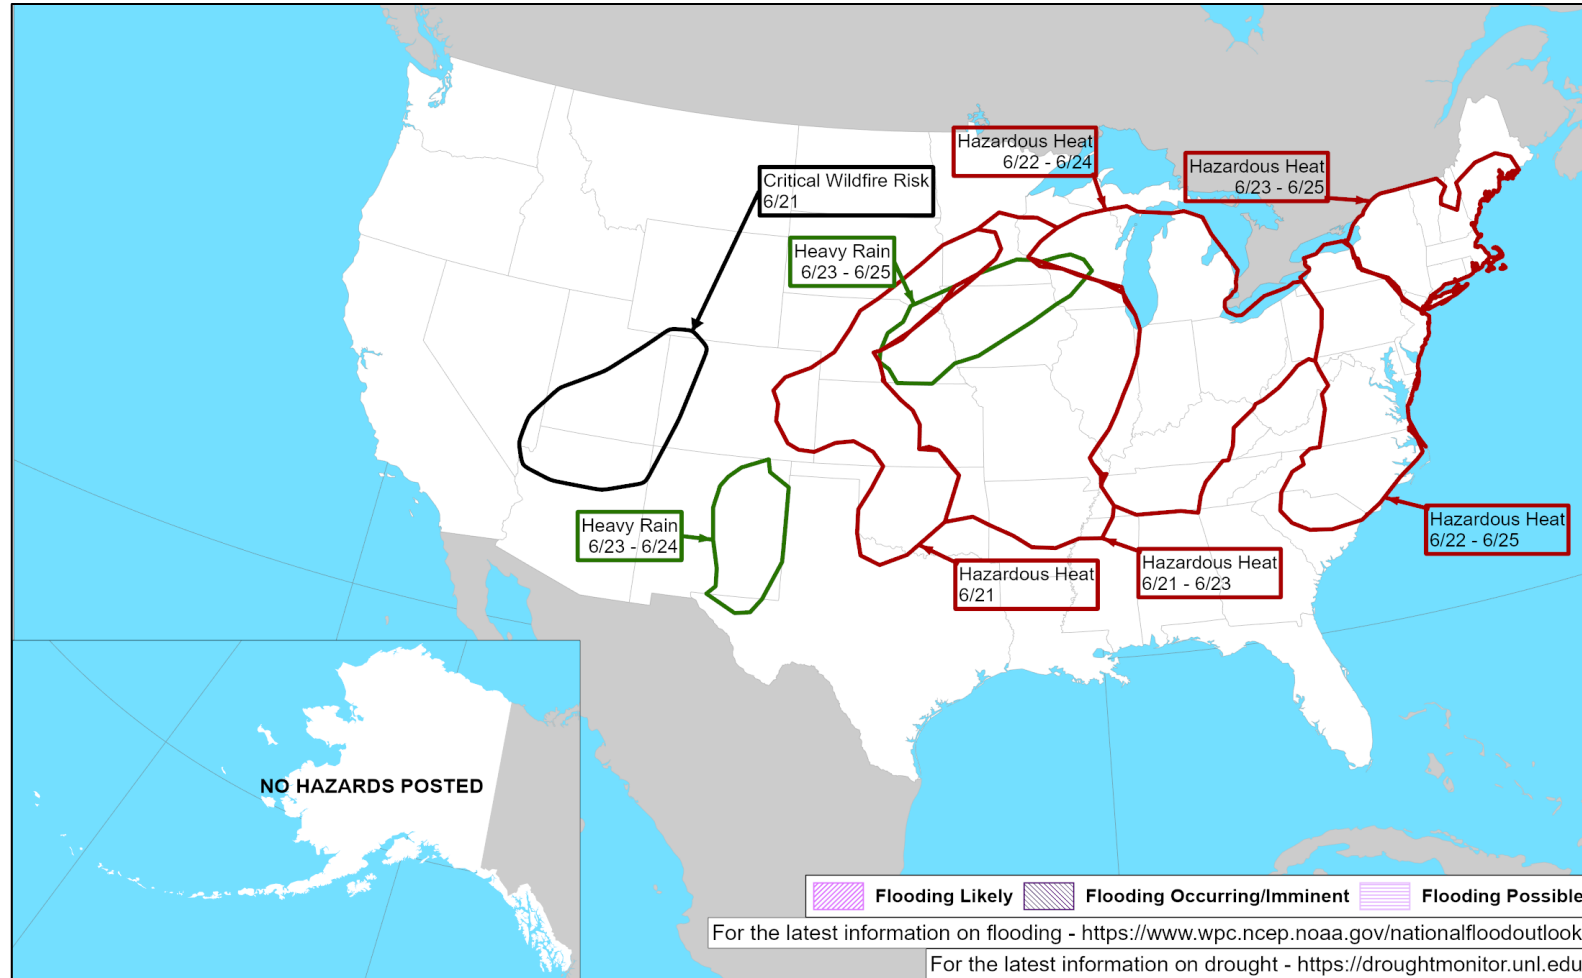 Hazardous Heat
6/22 - 6/24
Hazardous Heat
6/23 - 6/25
Critical Wildfire Risk
6/21
Heavy Rain
6/23 - 6/25
Heavy Rain
6/23 - 6/24
Hazardous Heat
6/22 - 6/25
Hazardous Heat
6/21 - 6/23
Hazardous Heat
6/21
NO HAZARDS POSTED
Flooding Likely Flooding Occurring/Imminent Flooding Possible
For the latest information on flooding - https://www.wpc.ncep.noaa.gov/nationalfloodoutlook
For the latest information on drought - https://droughtmonitor.unl.edu